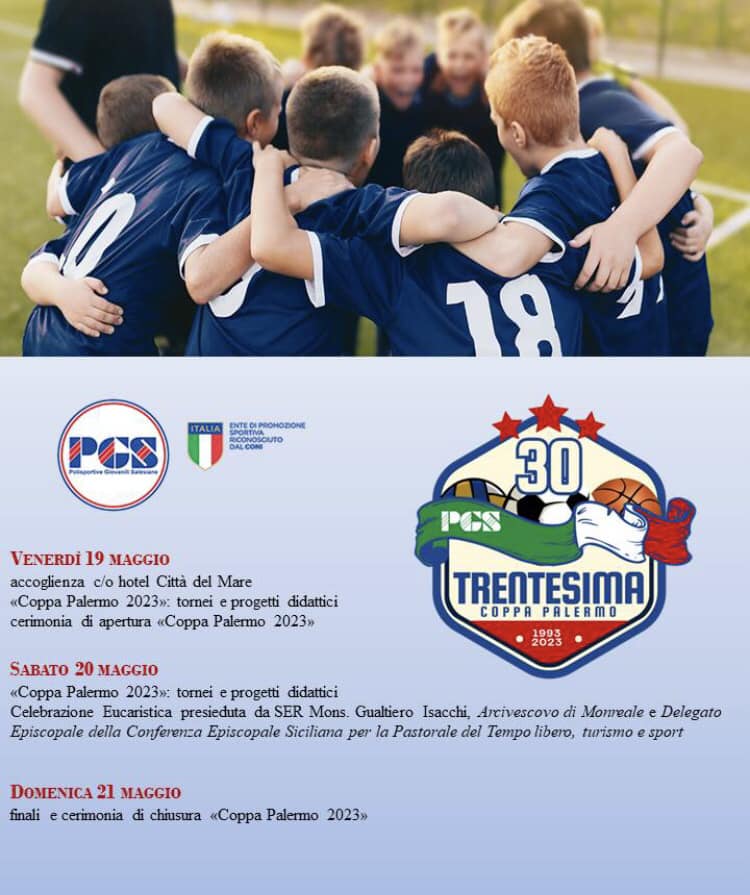 10
18
PGS
Polisportive Giovanili Salesiane
ITALIA
ENTE DI PROMOZIONE
SPORTIVA
RICONOSCIUTO
DAL CONI
30
PGS
TRENTESIMA
COPPA PALERMO
1993
2023
VENERDÌ 19 MAGGIO
accoglienza c/o hotel Città del Mare
«Coppa Palermo 2023»: tornei e progetti didattici
cerimonia di apertura «Coppa Palermo 2023»
SABATO 20 MAGGIO
«Coppa Palermo 2023»: tornei e progetti didattici
Celebrazione Eucaristica presieduta da SER Mons. Gualtiero Isacchi, Arcivescovo di Monreale e Delegato
Episcopale della Conferenza Episcopale Siciliana per la Pastorale del Tempo libero, turismo e sport
DOMENICA 21 MAGGIO
finali e cerimonia di chiusura «Coppa Palermo 2023»